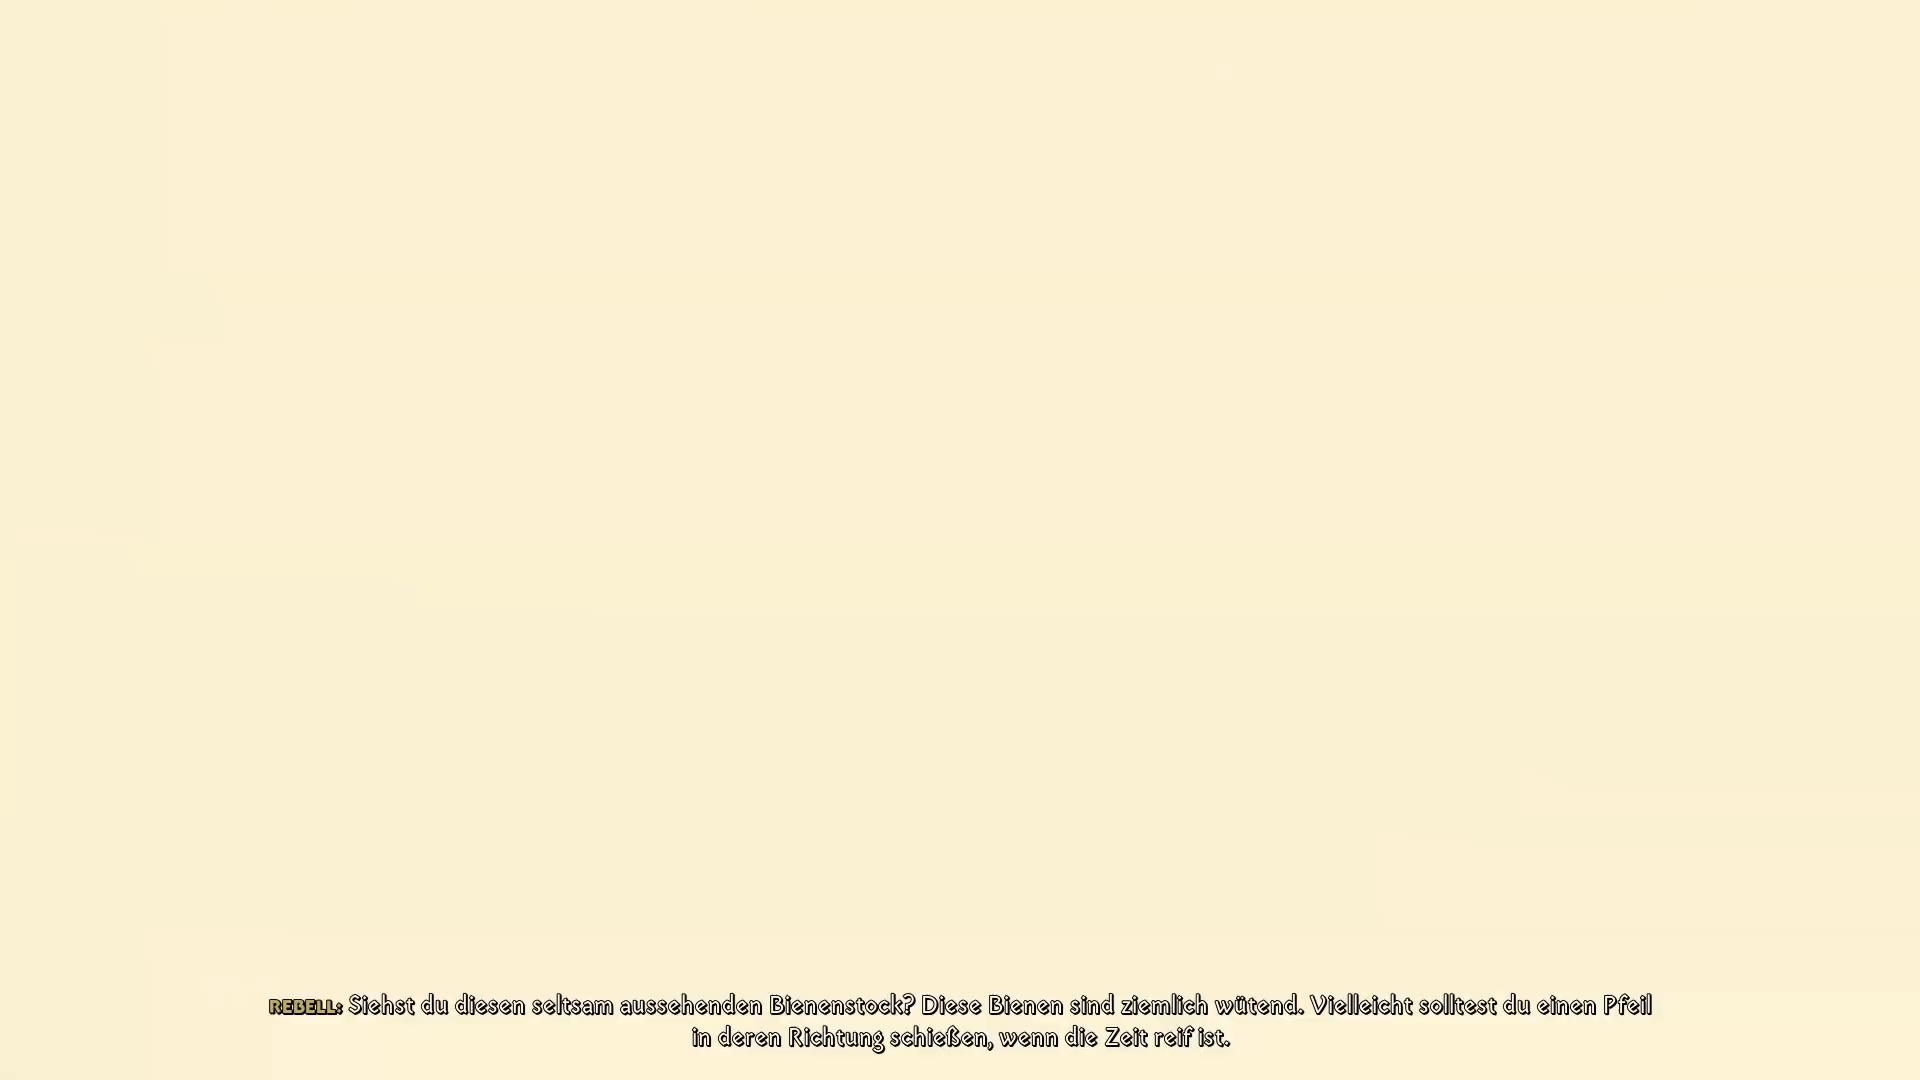 REBELL: Siehst du diesen seltsam aussehenden Bienenstock? Diese Bienen sind ziemlich wütend. Vielleicht solltest du einen Pfeil
in deren Richtung schießen, wenn die Zeit reif ist.